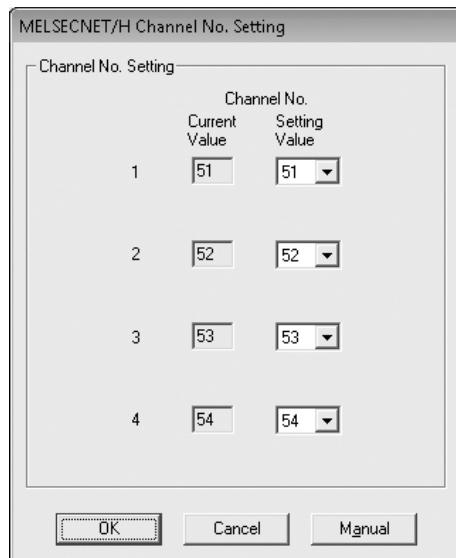 MELSECNET/H Channel No. Setting
Channel No. Setting
Channel No.
Current Value
Setting Value
1 51 51
2 52 52
3 53 53
4 54 54
OK Cancel Manual